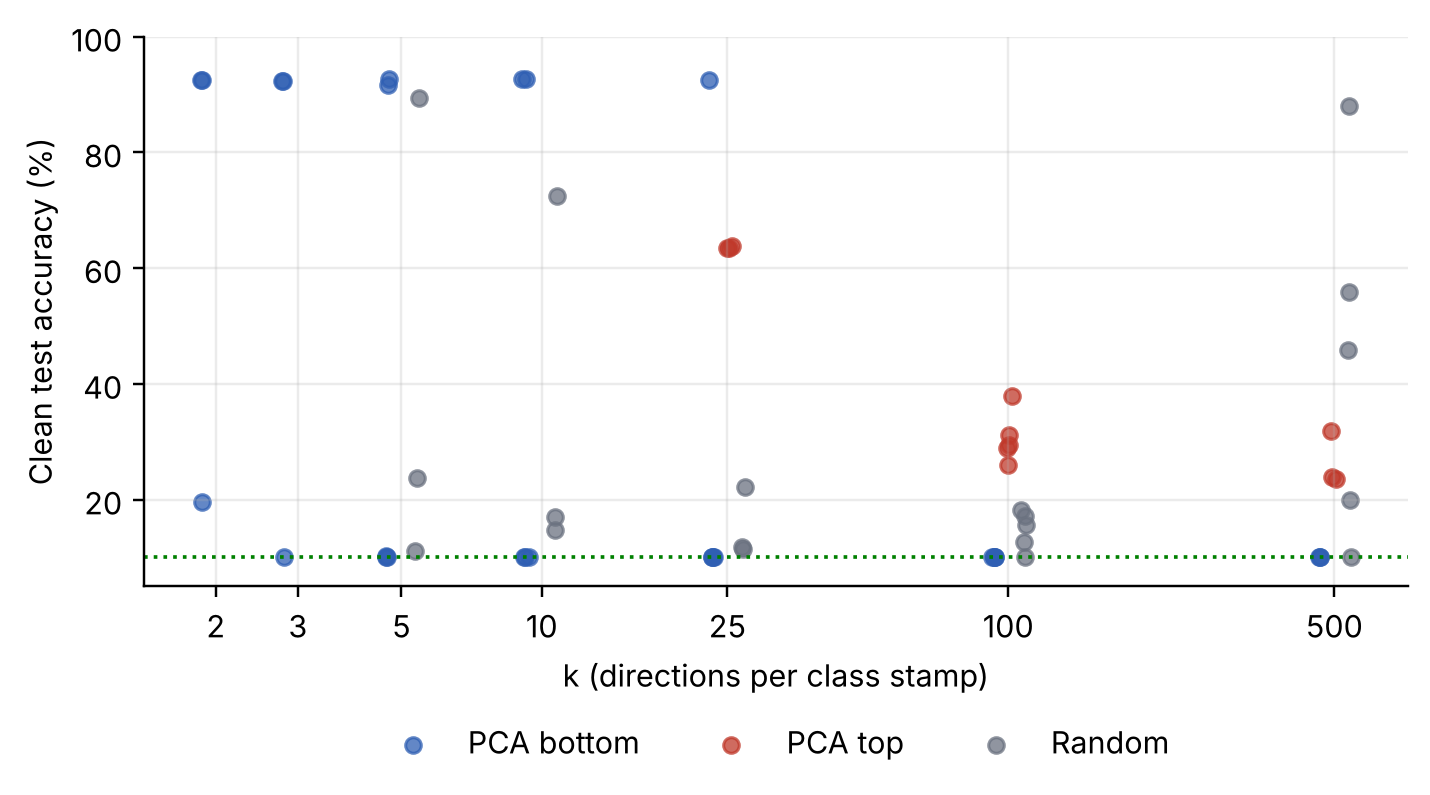 100
80
60
40
20
Clean test accuracy (%)
2 3 5 10 25 100 500
k (directions per class stamp)
PCA bottom PCA top Random